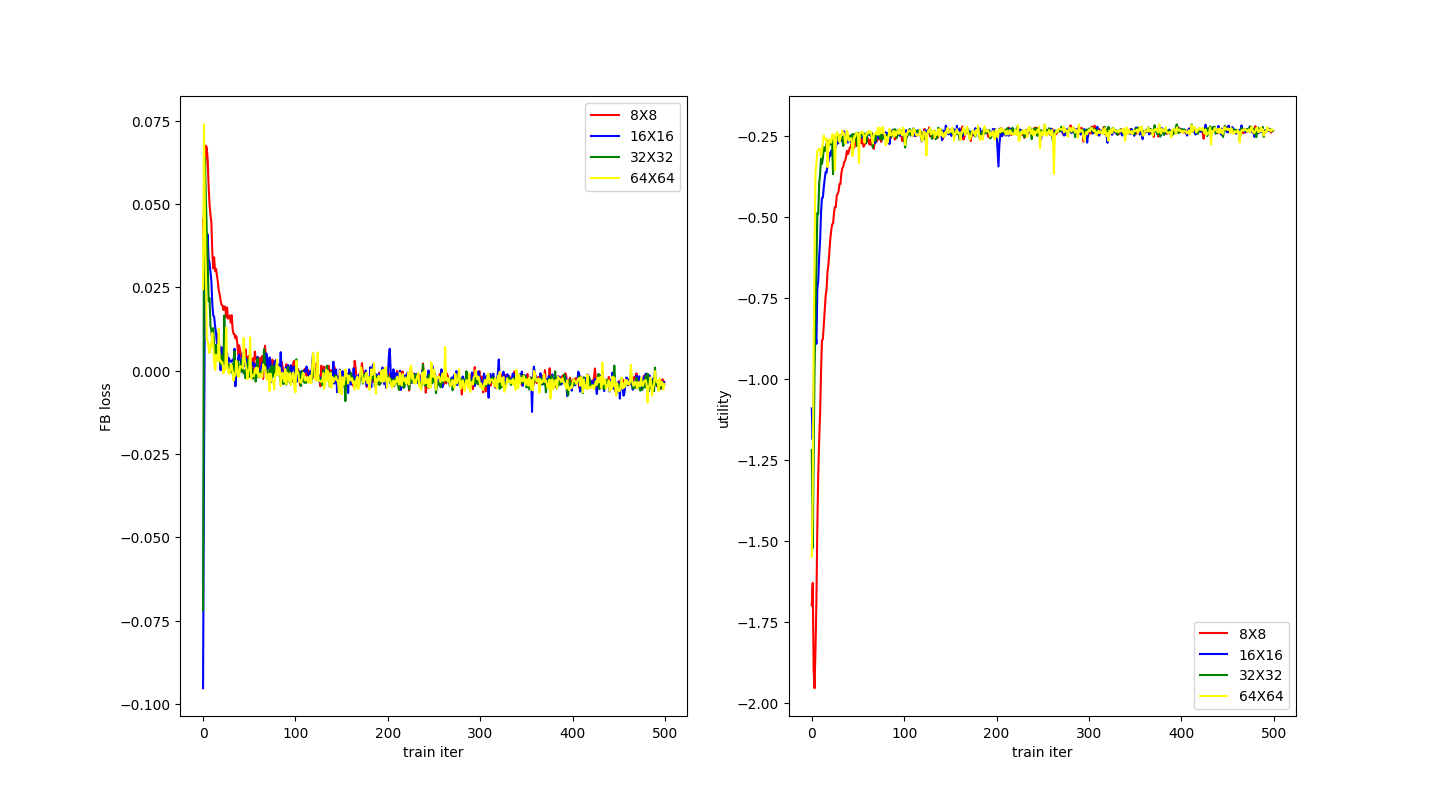 FB loss
0.075
0.050
0.025
0.000
−0.025
−0.050
−0.075
−0.100
0 100 200 300 400 500
train iter
8X8
16X16
32X32
64X64
utility
−0.25
−0.50
−0.75
−1.00
−1.25
−1.50
−1.75
−2.00
0 100 200 300 400 500
train iter
8X8
16X16
32X32
64X64